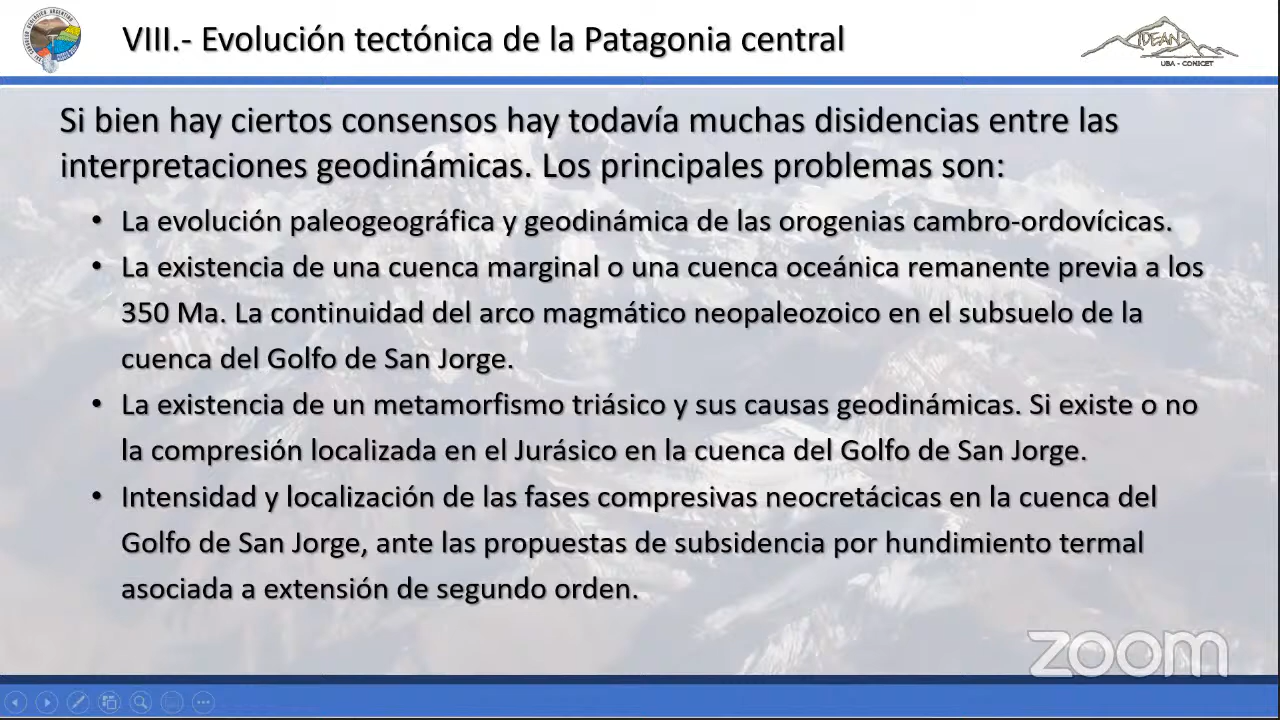 VIII.- Evolución tectónica de la Patagonia central
IDEAN
UBA - CONICET
Si bien hay ciertos consensos hay todavía muchas disidencias entre las
interpretaciones geodinámicas. Los principales problemas son:
• La evolución paleogeográfica y geodinámica de las orogenias cambro-ordovícicas.
• La existencia de una cuenca marginal o una cuenca oceánica remanente previa a los
350 Ma. La continuidad del arco magmático neopaleozoico en el subsuelo de la
cuenca del Golfo de San Jorge.
• La existencia de un metamorfismo triásico y sus causas geodinámicas. Si existe o no
la compresión localizada en el Jurásico en la cuenca del Golfo de San Jorge.
• Intensidad y localización de las fases compresivas neocretácicas en la cuenca del
Golfo de San Jorge, ante las propuestas de subsidencia por hundimiento termal
asociada a extensión de segundo orden.
zoom